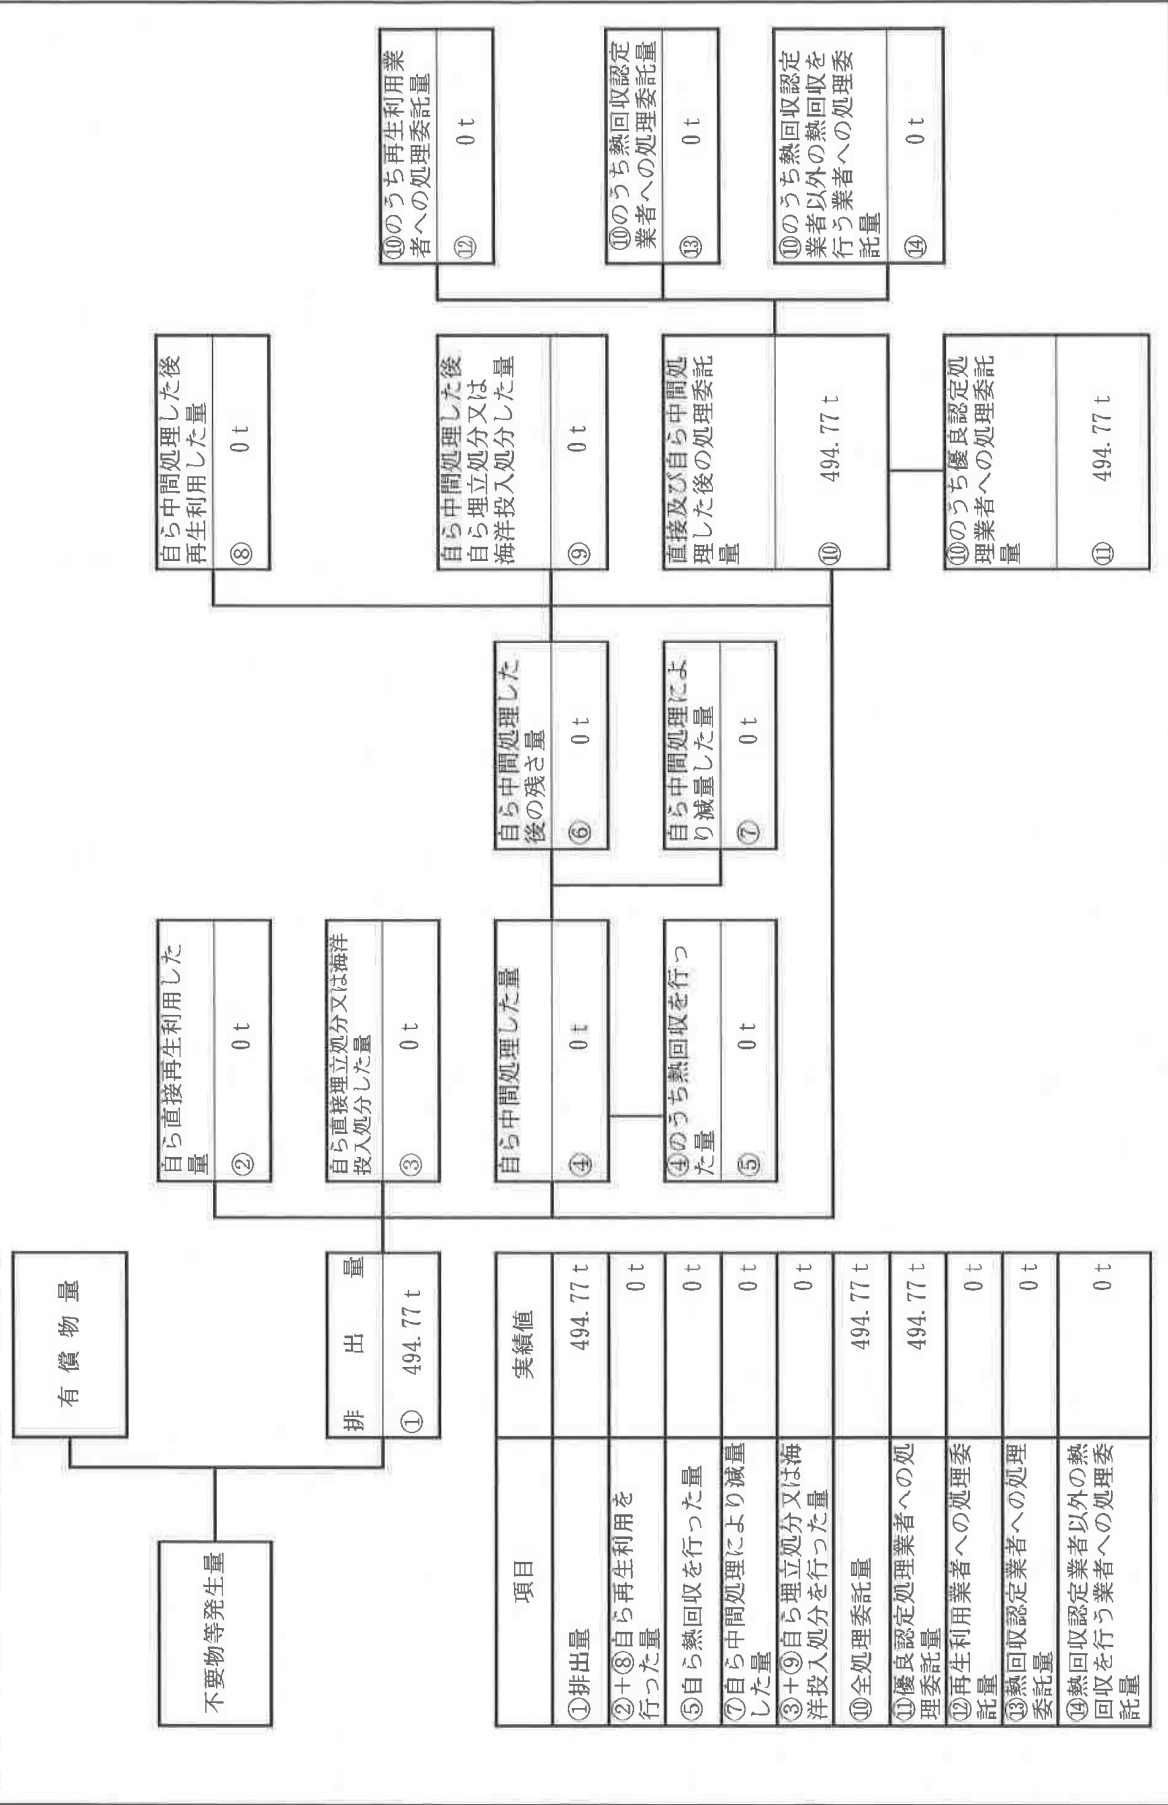 不要物等発生量
有償物量
排出量
① 494.77 t
自ら直接再生利用した
量
② 0 t
自ら直接埋立処分又は海洋
投入処分した量
③ 0 t
自ら中間処理した量
④ 0 t
④のうち熱回収を行っ
た量
⑤ 0 t
自ら中間処理した
後の残さ量
⑥ 0 t
自ら中間処理によ
り減量した量
⑦ 0 t
自ら中間処理した後
再生利用した量
⑧ 0 t
自ら中間処理した後
自ら埋立処分又は
海洋投入処分した量
⑨ 0 t
直接及び自ら中間処
理した後の処理委託
量
⑩ 494.77 t
⑩のうち優良認定処
理業者への処理委託
量
⑪ 494.77 t
⑩のうち再生利用業
者への処理委託量
⑫ 0 t
⑩のうち熱回収認定
業者への処理委託量
⑬ 0 t
⑩のうち熱回収認定
業者以外の熱回収を
行う業者への処理委
託量
⑭ 0 t
項目 実績値
①排出量 494.77 t
②+⑧自ら再生利用を
行った量 0 t
⑤自ら熱回収を行った量 0 t
⑦自ら中間処理により減量
した量 0 t
③+⑨自ら埋立処分又は海
洋投入処分を行った量 0 t
⑩全処理委託量 494.77 t
⑪優良認定処理業者への処
理委託量 494.77 t
⑫再生利用業者への処理委
託量 0 t
⑬熱回収認定業者への処理
委託量 0 t
⑭熱回収認定業者以外の熱
回収を行う業者への処理委
託量 0 t